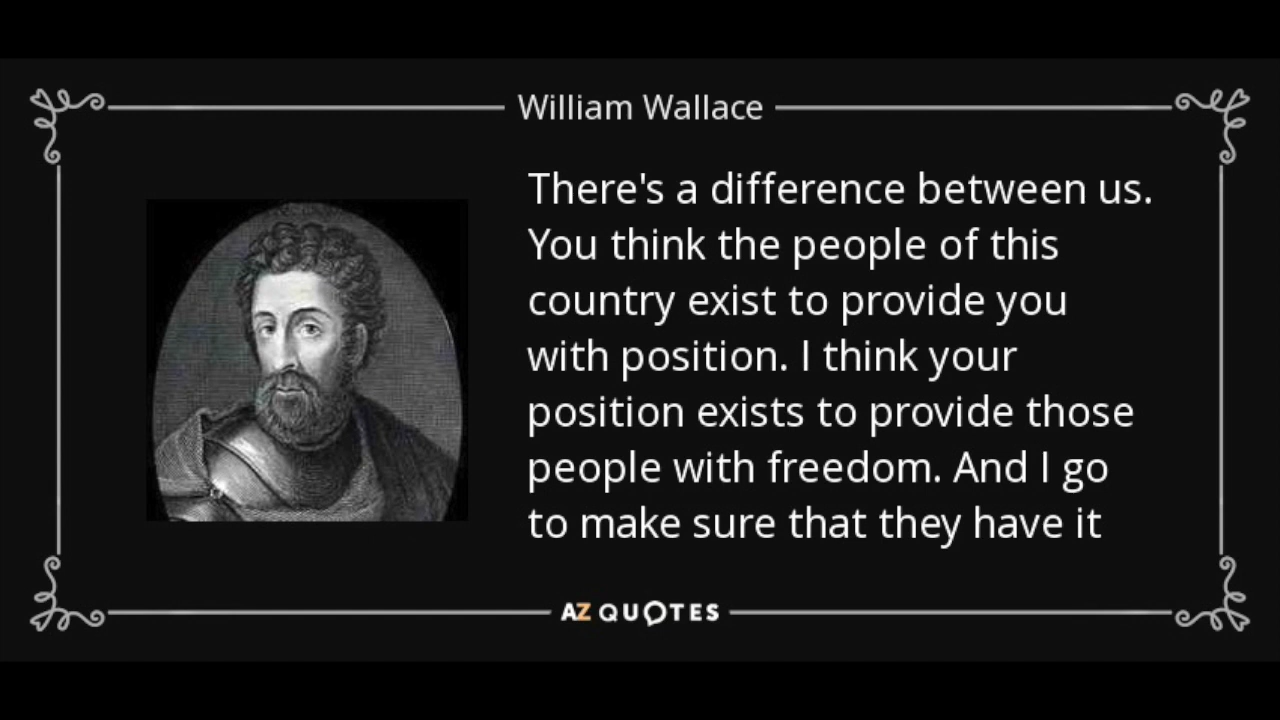 William Wallace
There's a difference between us.
You think the people of this
country exist to provide you
with position. I think your
position exists to provide those
people with freedom. And I go
to make sure that they have it
AZ QUOTES